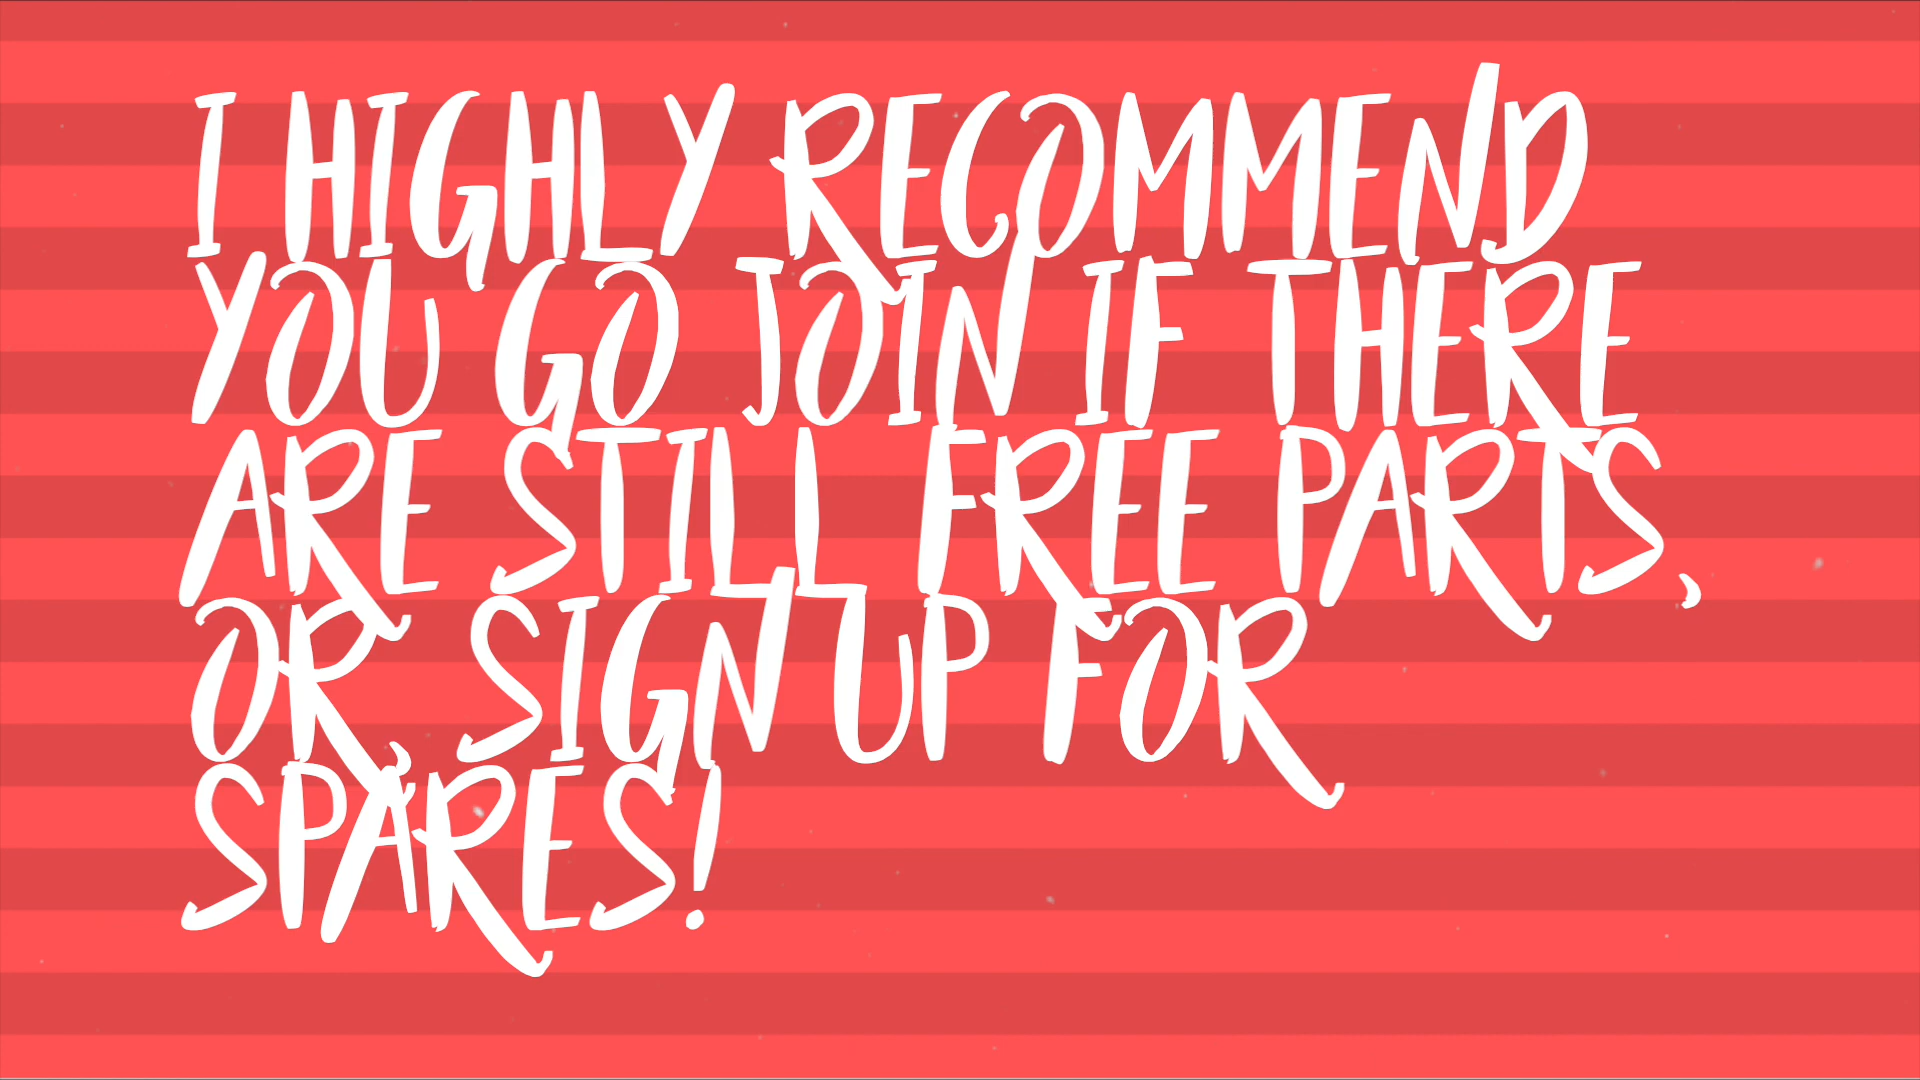 I HIGHLY RECOMMEND
YOU GO JOIN IF THERE
ARE STILL FREE PARTS,
OR, SIGN UP FOR
SPARES!